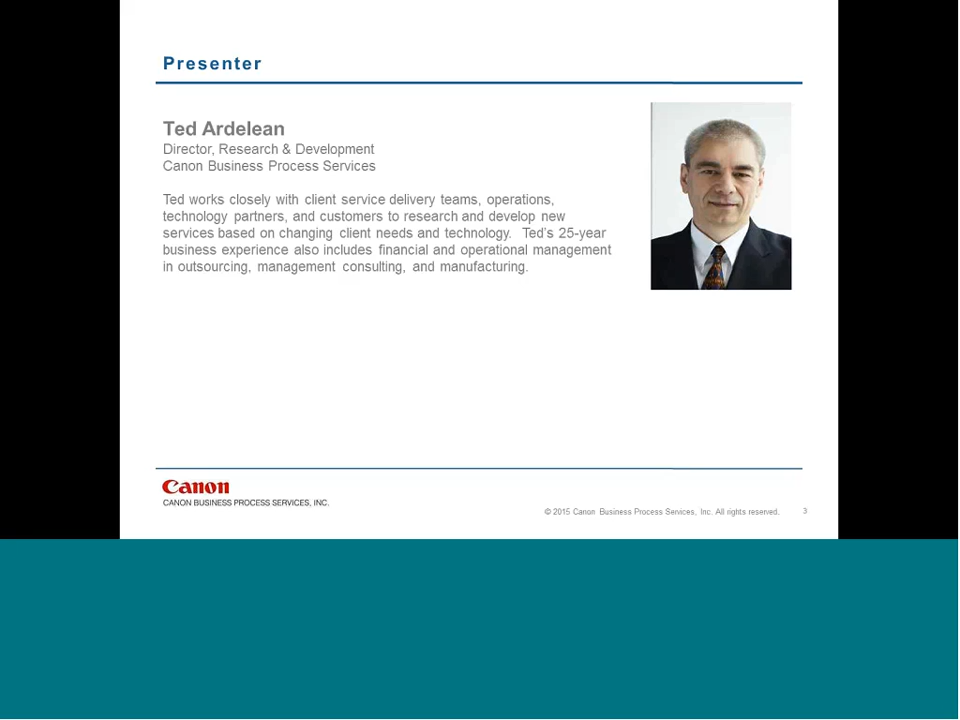 Presenter
Ted Ardelean
Director, Research & Development
Canon Business Process Services
Ted works closely with client service delivery teams, operations,
technology partners, and customers to research and develop new
services based on changing client needs and technology.  Ted's 25-year
business experience also includes financial and operational management
in outsourcing, management consulting, and manufacturing.
Canon
CANON BUSINESS PROCESS SERVICES, INC.
© 2015 Canon Business Process Services, Inc. All rights reserved.
3